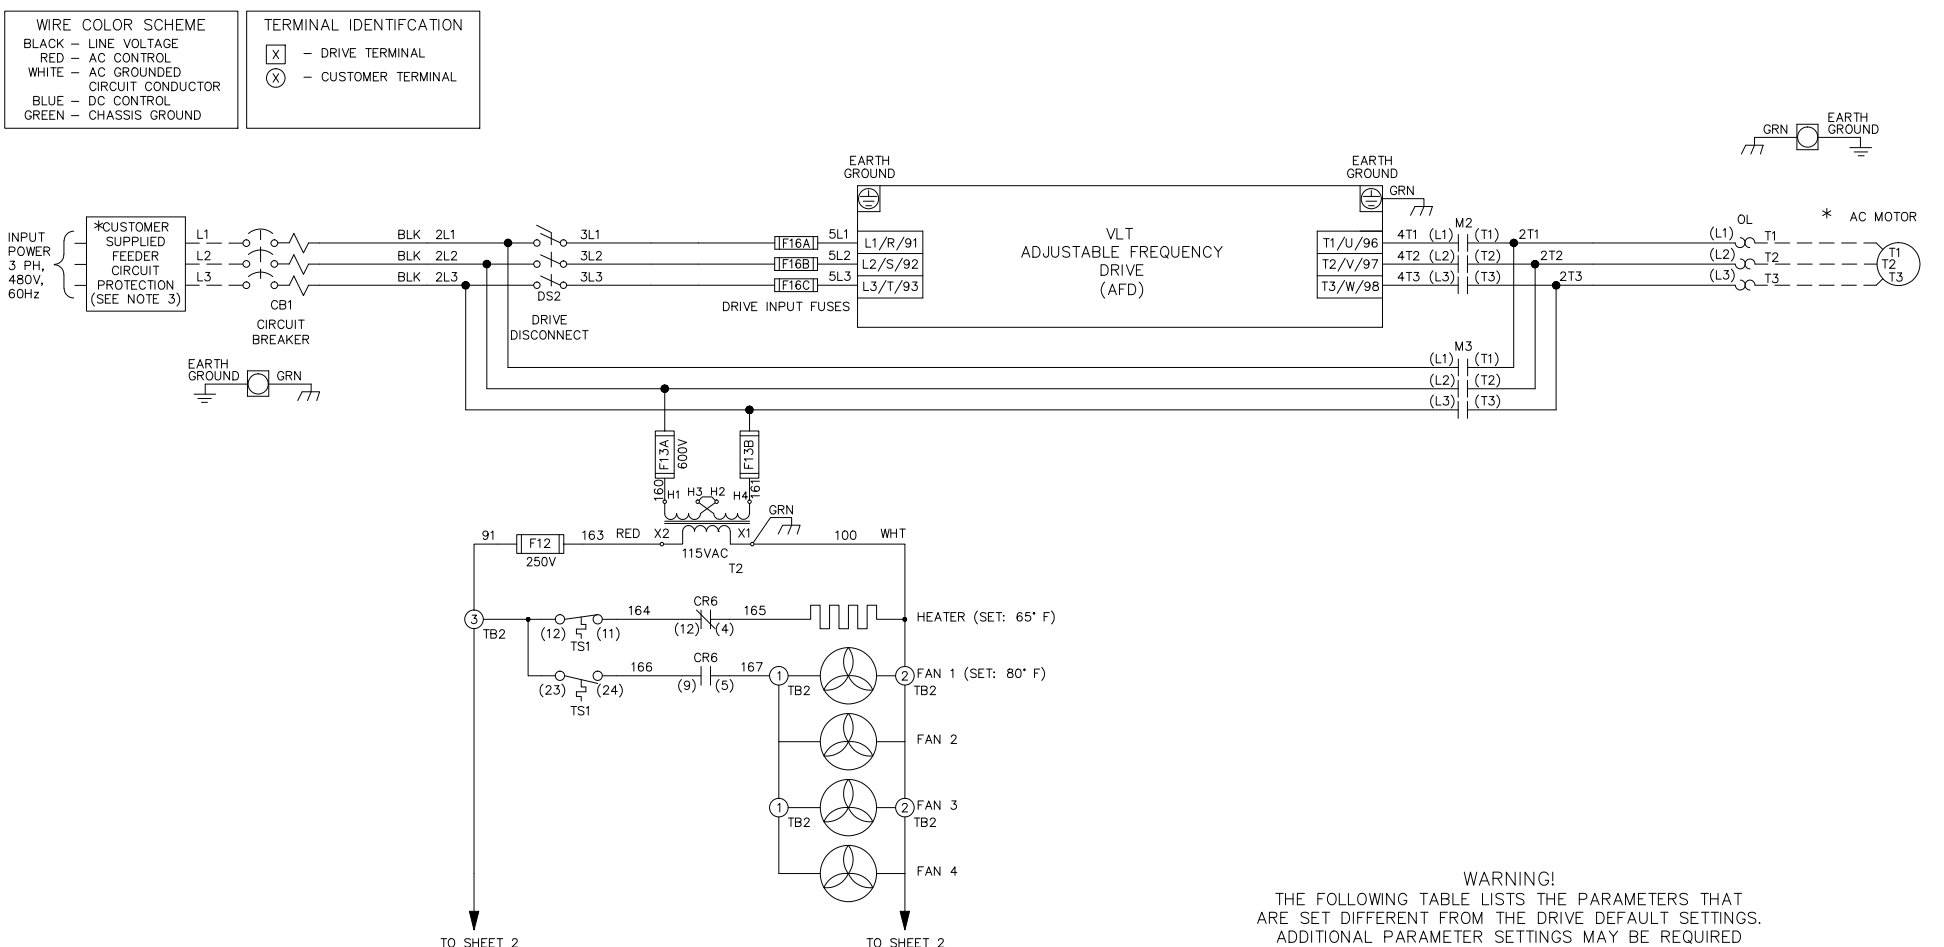 WIRE COLOR SCHEME
BLACK – LINE VOLTAGE
RED – AC CONTROL
WHITE – AC GROUNDED
CIRCUIT CONDUCTOR
BLUE – DC CONTROL
GREEN – CHASSIS GROUND
TERMINAL IDENTIFCATION
X – DRIVE TERMINAL
X – CUSTOMER TERMINAL
GRN
EARTH
GROUND
INPUT
POWER
3 PH,
480V,
60Hz
*CUSTOMER
SUPPLIED
FEEDER
CIRCUIT
PROTECTION
(SEE NOTE 3)
L1
L2
L3
CB1
CIRCUIT
BREAKER
BLK 2L1
BLK 2L2
BLK 2L3
DS2
DRIVE
DISCONNECT
3L1
3L2
3L3
F16A
F16B
F16C
DRIVE INPUT FUSES
5L1
5L2
5L3
EARTH
GROUND
L1/R/91
L2/S/92
L3/T/93
VLT
ADJUSTABLE FREQUENCY
DRIVE
(AFD)
EARTH
GROUND
GRN
T1/U/96
T2/V/97
T3/W/98
M2
4T1 (L1) (T1) 2T1
4T2 (L2) (T2) 2T2
4T3 (L3) (T3) 2T3
OL
(L1) T1
(L2) T2
(L3) T3
* AC MOTOR
T1
T2
T3
M3
(L1) (T1)
(L2) (T2)
(L3) (T3)
EARTH
GROUND
GRN
F13A
600V
F13B
160
161
H1 H3 H2 H4
GRN
91
F12
250V
163 RED X2 X1 100 WHT
115VAC
T2
3
TB2
(12) (11)
TS1
164
CR6
(12) (4)
165
HEATER (SET: 65° F)
(23) (24)
TS1
166
CR6
(9) (5)
167
1
TB2
2
TB2
FAN 1 (SET: 80° F)
FAN 2
1
TB2
2
TB2
FAN 3
FAN 4
TO SHEET 2
TO SHEET 2
WARNING!
THE FOLLOWING TABLE LISTS THE PARAMETERS THAT
ARE SET DIFFERENT FROM THE DRIVE DEFAULT SETTINGS.
ADDITIONAL PARAMETER SETTINGS MAY BE REQUIRED